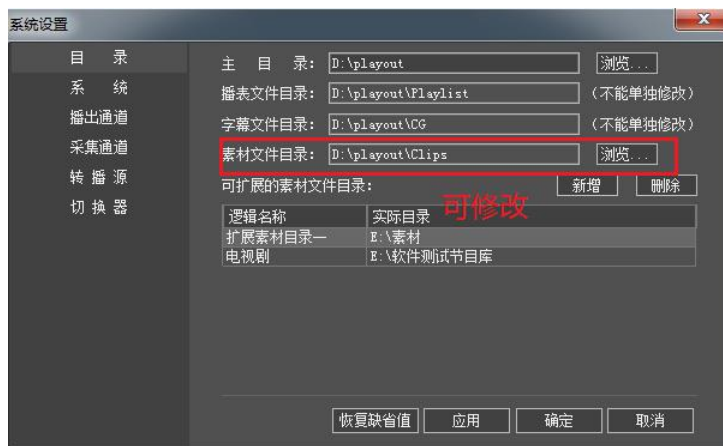 系统设置
目 录
系 统
播出通道
采集通道
转 播 源
切 换 器
主 目 录: D:\playout 浏览...
播表文件目录: D:\playout\Playlist (不能单独修改)
字幕文件目录: D:\playout\CG (不能单独修改)
素材文件目录: D:\playout\Clips 浏览...
可扩展的素材文件目录: 新增 删除
可修改
逻辑名称 实际目录
扩展素材目录一 E:\素材
电视剧 E:\软件测试节目库
恢复缺省值 应用 确定 取消